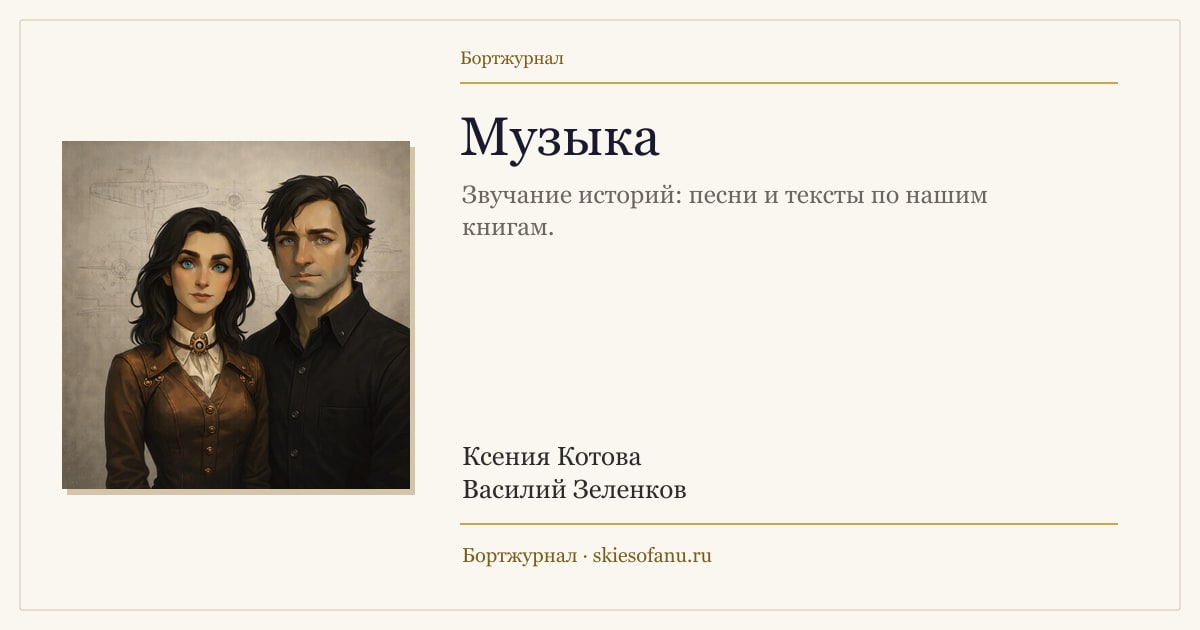 Бортжурнал
Музыка
Звучание историй: песни и тексты по нашим
книгам.
Ксения Котова
Василий Зеленков
Бортжурнал · skiesofanu.ru